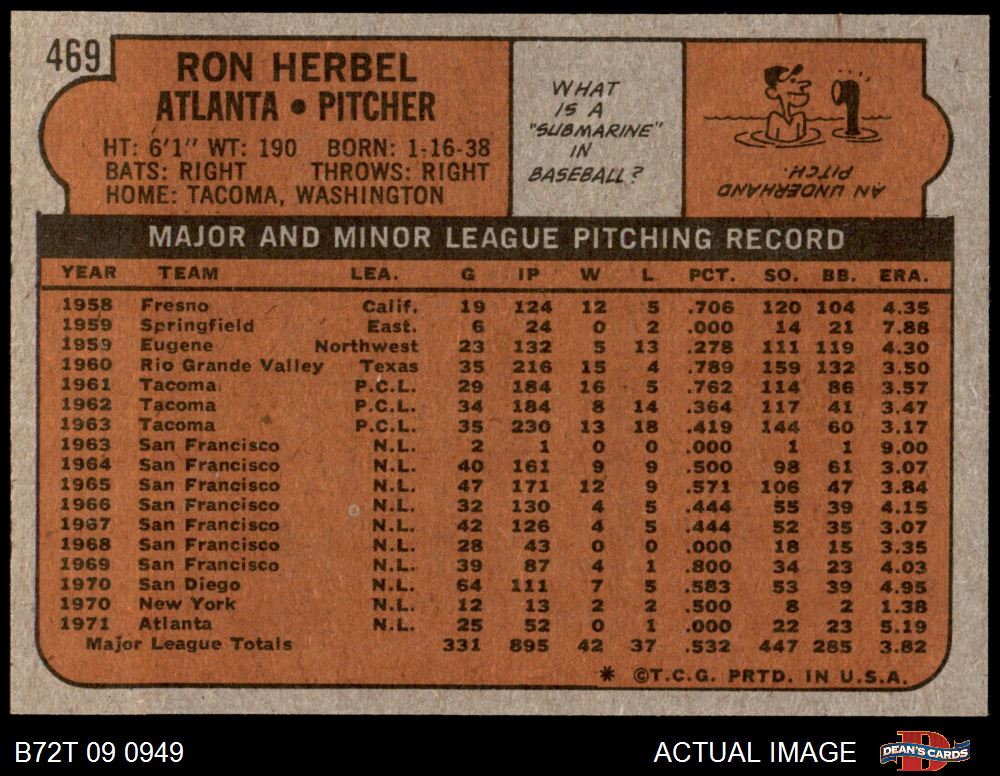 469
RON HERBEL
ATLANTA • PITCHER
HT: 6'1" WT: 190 BORN: 1-16-38
BATS: RIGHT THROWS: RIGHT
HOME: TACOMA, WASHINGTON
WHAT
IS A
"SUBMARINE"
IN
BASEBALL?
AN UNDERHAND
PITCH.
MAJOR AND MINOR LEAGUE PITCHING RECORD
YEAR TEAM LEA. G IP W L PCT. SO. BB. ERA.
1958 Fresno Calif. 19 124 12 5 .706 120 104 4.35
1959 Springfield East. 6 24 0 2 .000 14 21 7.88
1959 Eugene Northwest 23 132 5 13 .278 111 119 4.30
1960 Rio Grande Valley Texas 35 216 15 4 .789 159 132 3.50
1961 Tacoma P.C.L. 29 184 16 5 .762 114 86 3.57
1962 Tacoma P.C.L. 34 184 8 14 .364 117 41 3.47
1963 Tacoma P.C.L. 35 230 13 18 .419 144 60 3.17
1963 San Francisco N.L. 2 1 0 0 .000 1 1 9.00
1964 San Francisco N.L. 40 161 9 9 .500 98 61 3.07
1965 San Francisco N.L. 47 171 12 9 .571 106 47 3.84
1966 San Francisco N.L. 32 130 4 5 .444 55 39 4.15
1967 San Francisco N.L. 42 126 4 5 .444 52 35 3.07
1968 San Francisco N.L. 28 43 0 0 .000 18 15 3.35
1969 San Francisco N.L. 39 87 4 1 .800 34 23 4.03
1970 San Diego N.L. 64 111 7 5 .583 53 39 4.95
1970 New York N.L. 12 13 2 2 .500 8 2 1.38
1971 Atlanta N.L. 25 52 0 1 .000 22 23 5.19
Major League Totals 331 895 42 37 .532 447 285 3.82
* ©T.C.G. PRTD. IN U.S.A.
B72T 09 0949
ACTUAL IMAGE
DEAN'S CARDS